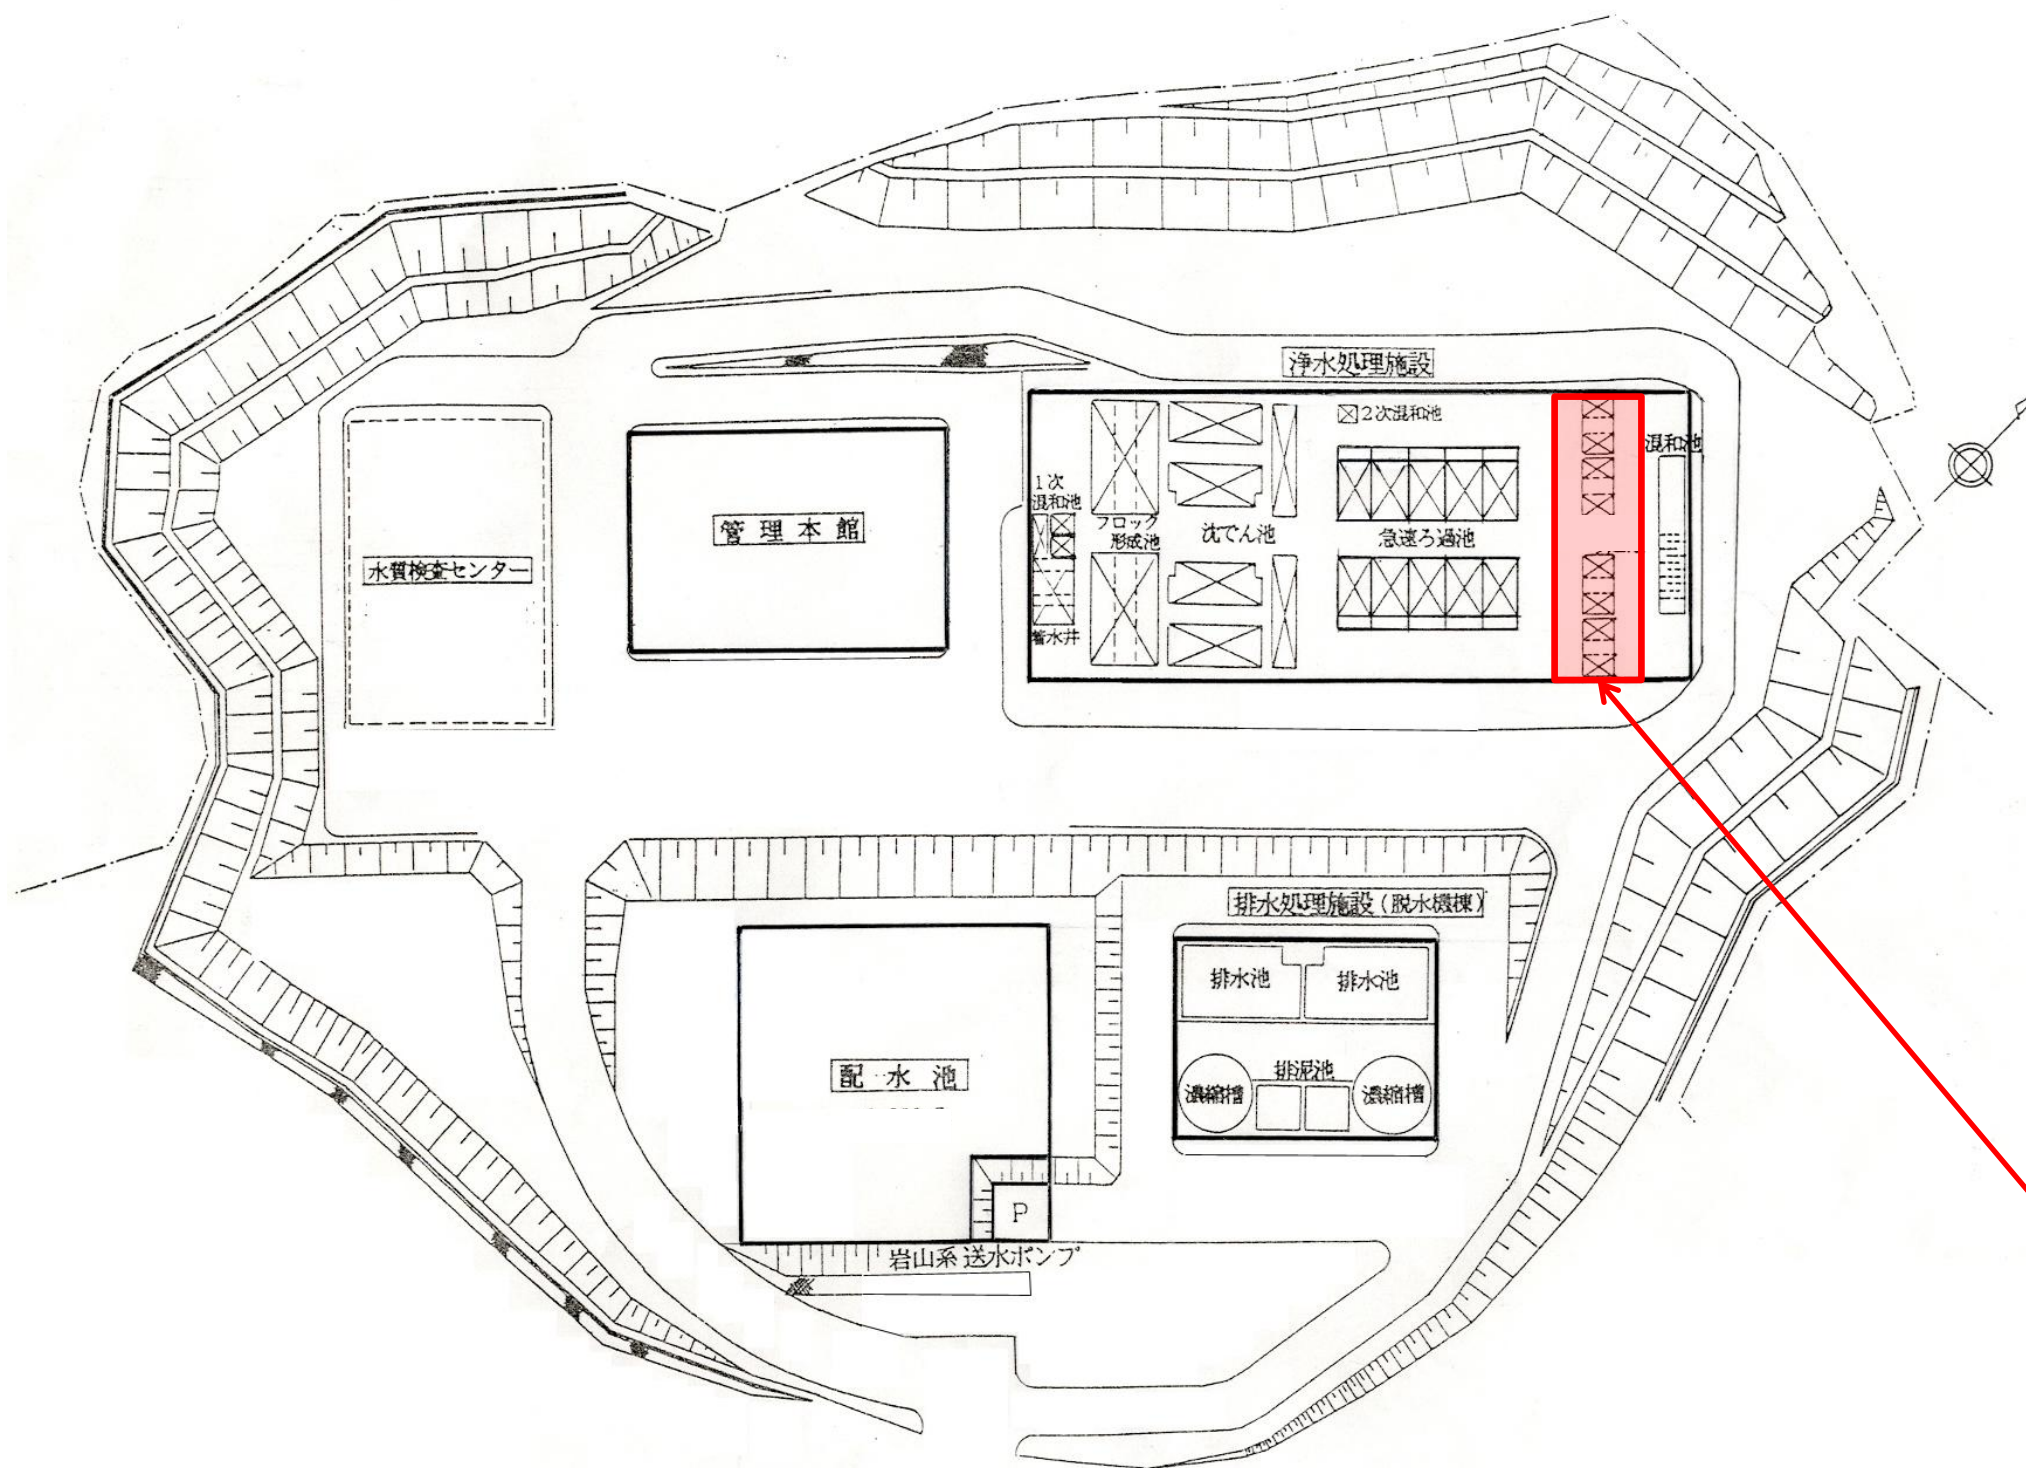 浄水処理施設
2次混和池
混和池
1次
混和池
フロック
形成池
沈でん池
急速ろ過池
着水井
管理本館
水質検査センター
排水処理施設(脱水機棟)
排水池
排水池
配水池
排泥池
濃縮槽
濃縮槽
P
岩山系送水ポンプ